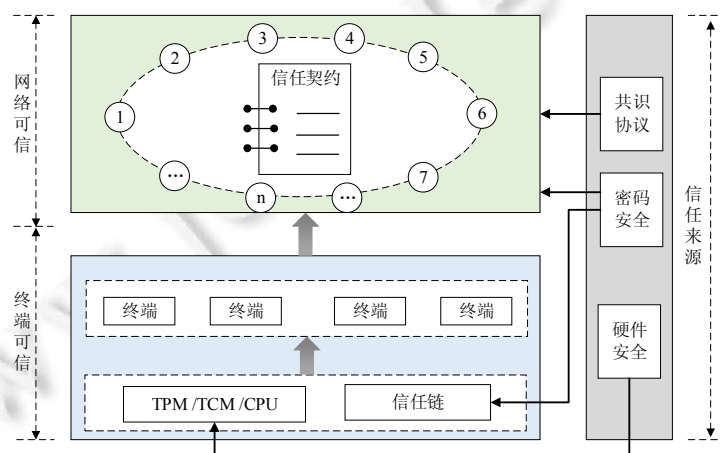 网络可信
终端可信
1
2
3
4
5
6
7
...
n
...
信任契约
终端
终端
终端
终端
TPM /TCM /CPU
信任链
共识
协议
密码
安全
硬件
安全
信任来源